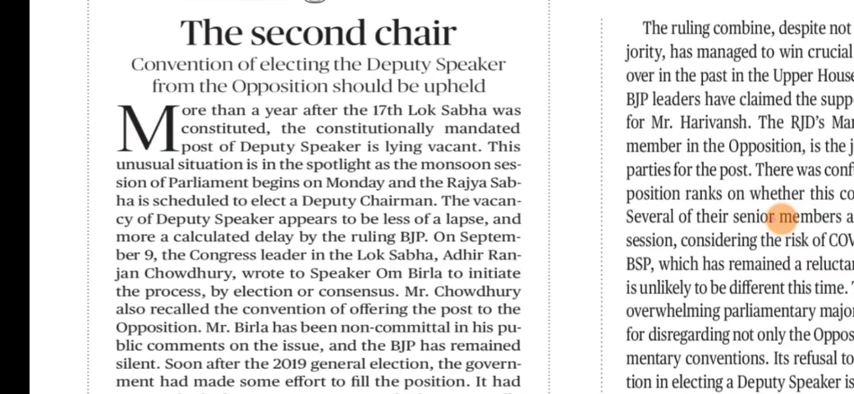 The second chair
Convention of electing the Deputy Speaker
from the Opposition should be upheld
More than a year after the 17th Lok Sabha was
constituted, the constitutionally mandated
post of Deputy Speaker is lying vacant. This
unusual situation is in the spotlight as the monsoon ses-
sion of Parliament begins on Monday and the Rajya Sab-
ha is scheduled to elect a Deputy Chairman. The vacan-
cy of Deputy Speaker appears to be less of a lapse, and
more a calculated delay by the ruling BJP. On Septem-
ber 9, the Congress leader in the Lok Sabha, Adhir Ran-
jan Chowdhury, wrote to Speaker Om Birla to initiate
the process, by election or consensus. Mr. Chowdhury
also recalled the convention of offering the post to the
Opposition. Mr. Birla has been non-committal in his pu-
blic comments on the issue, and the BJP has remained
silent. Soon after the 2019 general election, the govern-
ment had made some effort to fill the position. It had
The ruling combine, despite not
jority, has managed to win crucial
over in the past in the Upper House
BJP leaders have claimed the supp
for Mr. Harivansh. The RJD's Ma
member in the Opposition, is the j
parties for the post. There was conf
position ranks on whether this co
Several of their senior members a
session, considering the risk of COV
BSP, which has remained a relucta
is unlikely to be different this time.
overwhelming parliamentary major
for disregarding not only the Oppos
mentary conventions. Its refusal to
tion in electing a Deputy Speaker is